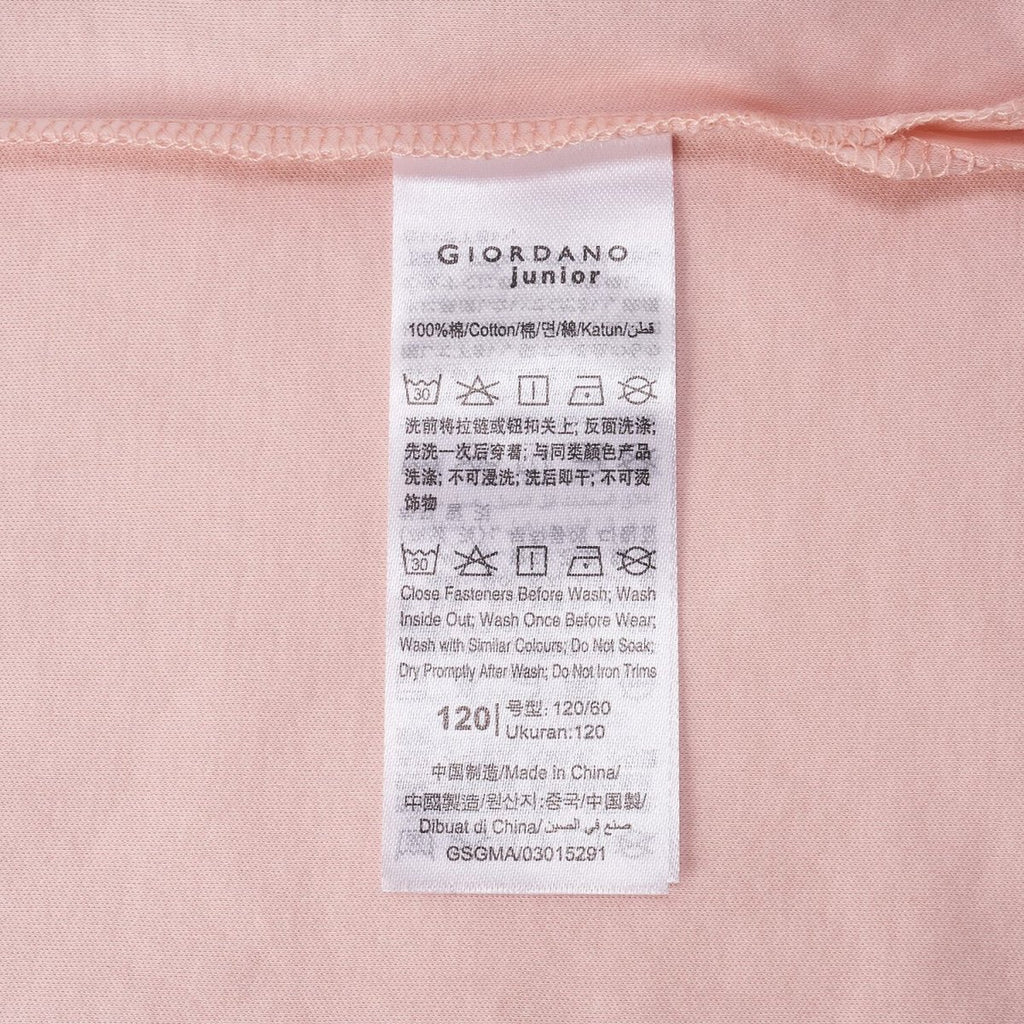 GIORDANO
junior
100%棉/Cotton/棉/면/綿/Katun/قطن
30
洗前将拉链或钮扣关上; 反面洗涤;
先洗一次后穿着; 与同类颜色产品
洗涤; 不可浸洗; 洗后即干; 不可烫
饰物
30
Close Fasteners Before Wash; Wash
Inside Out; Wash Once Before Wear;
Wash with Similar Colours; Do Not Soak;
Dry Promptly After Wash; Do Not Iron Trims
120| 号型: 120/60
Ukuran:120
中国制造/Made in China/
中國製造/원산지:중국/中国製/
Dibuat di China/صنع في الصين
GSGMA/03015291